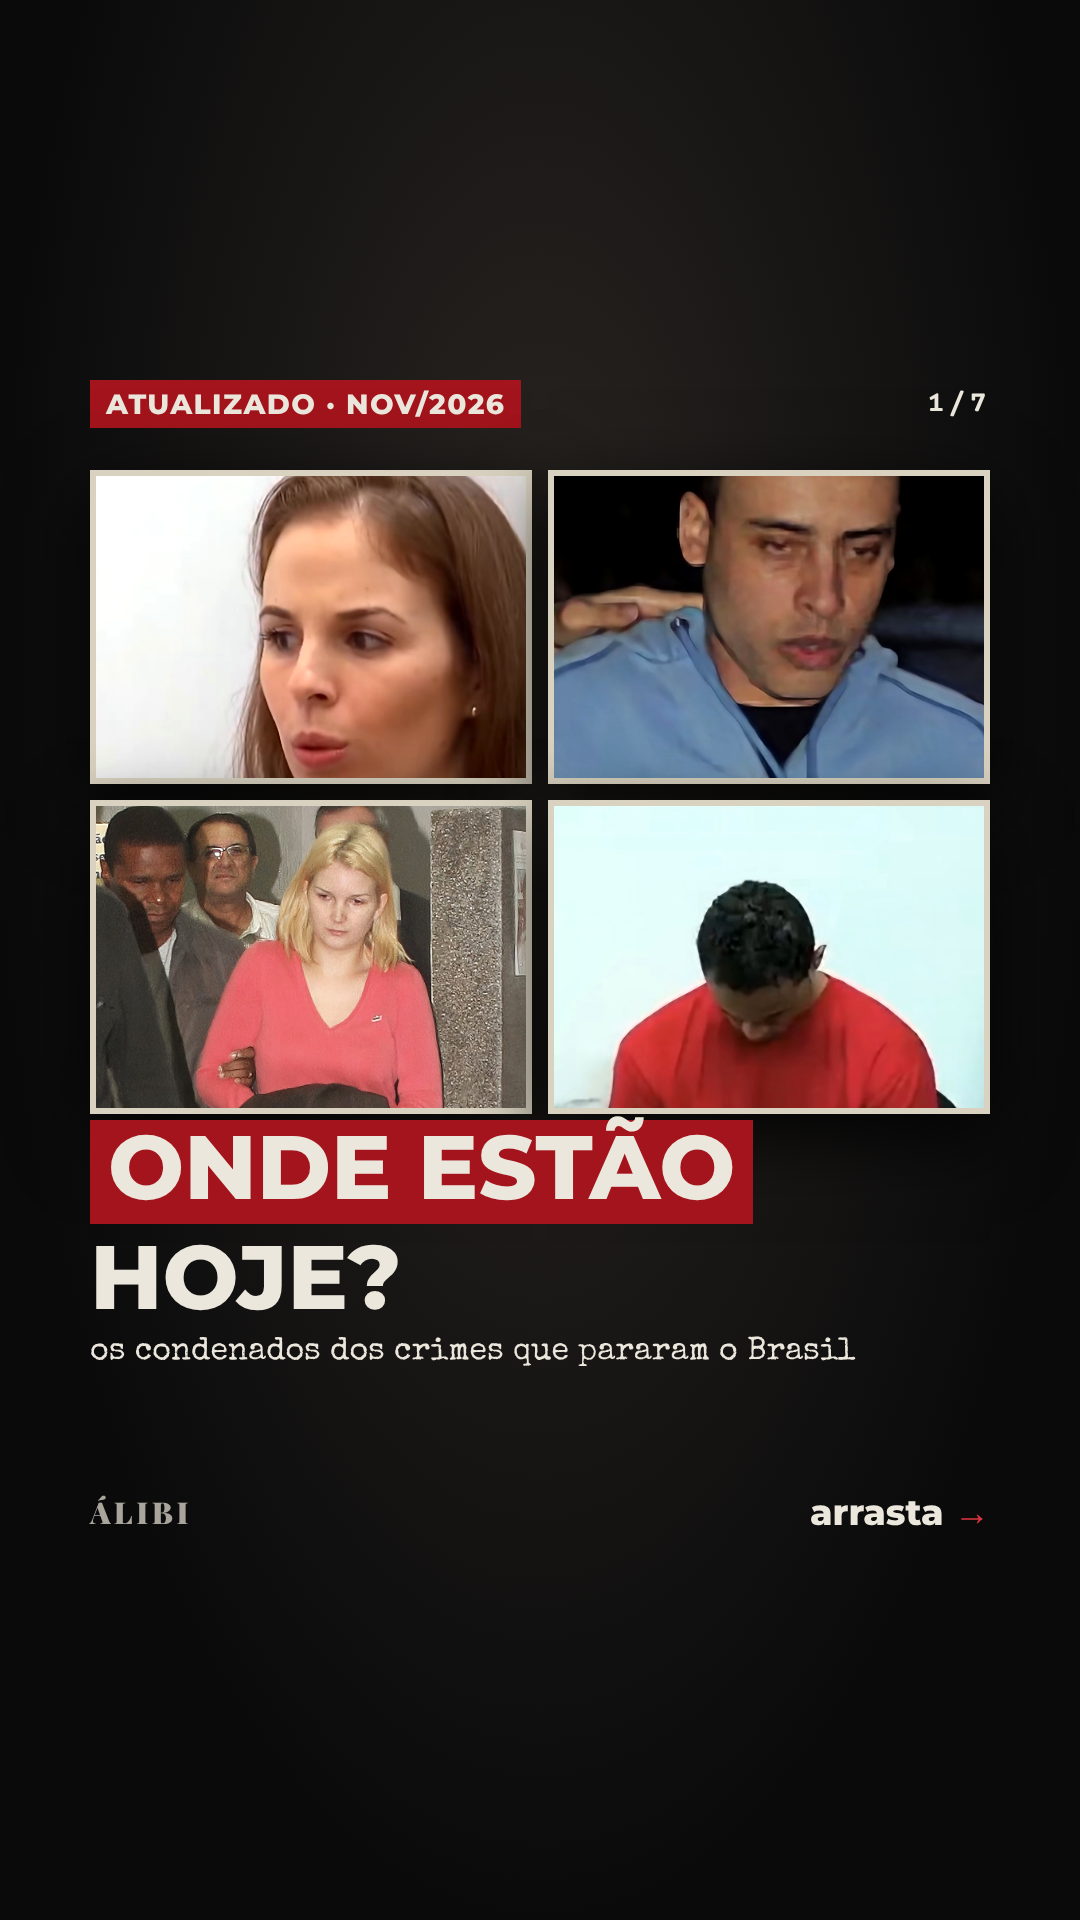 ATUALIZADO · NOV/2026
1/7
ONDE ESTÃO
HOJE?
os condenados dos crimes que pararam o Brasil
ÁLIBI
arrasta →